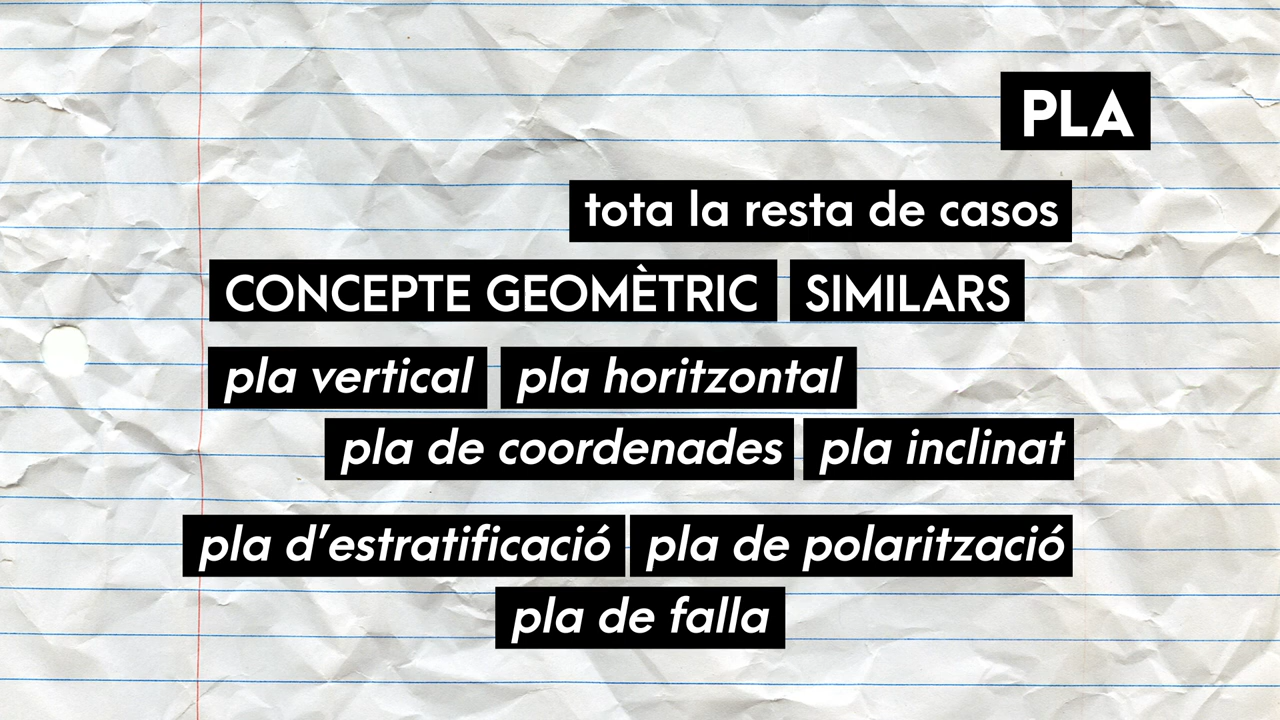 PLA
tota la resta de casos
CONCEPTE GEOMÈTRIC SIMILARS
pla vertical pla horitzontal
pla de coordenades pla inclinat
pla d’estratificació pla de polarització
pla de falla